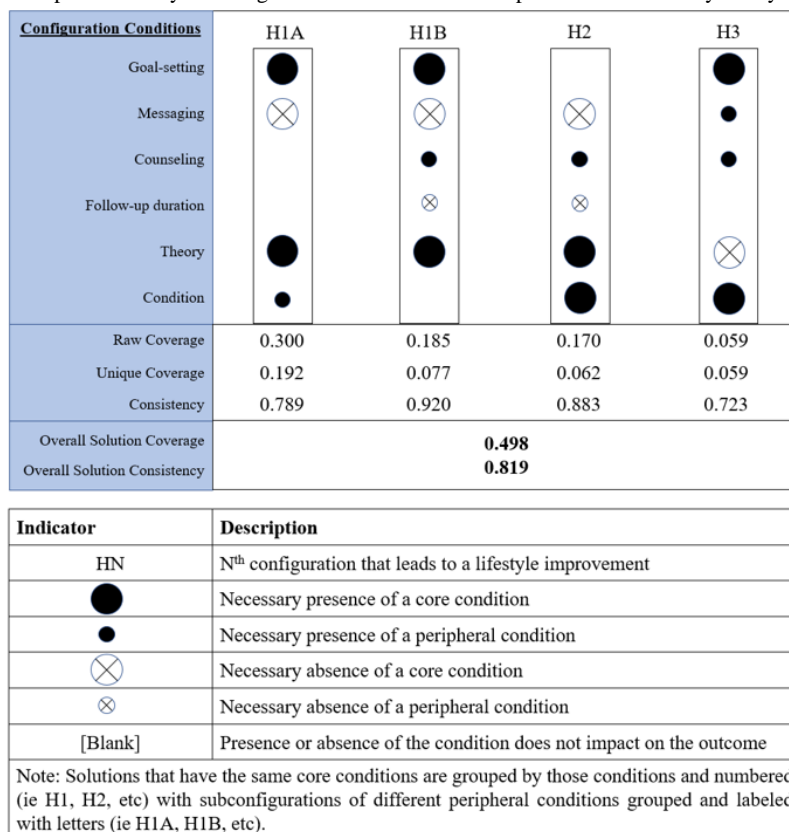 Configuration Conditions H1A H1B H2 H3
Goal-setting
Messaging
Counseling
Follow-up duration
Theory
Condition
Raw Coverage 0.300 0.185 0.170 0.059
Unique Coverage 0.192 0.077 0.062 0.059
Consistency 0.789 0.920 0.883 0.723
Overall Solution Coverage 0.498
Overall Solution Consistency 0.819
Indicator Description
HN Nth configuration that leads to a lifestyle improvement
Necessary presence of a core condition
Necessary presence of a peripheral condition
Necessary absence of a core condition
Necessary absence of a peripheral condition
[Blank] Presence or absence of the condition does not impact on the outcome
Note: Solutions that have the same core conditions are grouped by those conditions and numbered
(ie H1, H2, etc) with subconfigurations of different peripheral conditions grouped and labeled
with letters (ie H1A, H1B, etc).